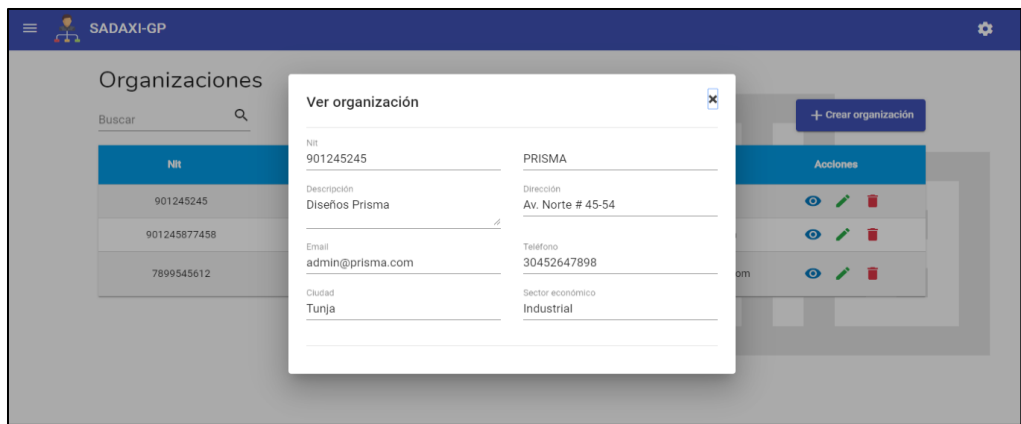 SADAXI-GP
Organizaciones
Buscar
+ Crear organización
Nit
Acciones
901245245
901245877458
7899545612
om
Ver organización
×
Nit
901245245
PRISMA
Descripción
Diseños Prisma
Dirección
Av. Norte # 45-54
Email
admin@prisma.com
Teléfono
30452647898
Ciudad
Tunja
Sector económico
Industrial